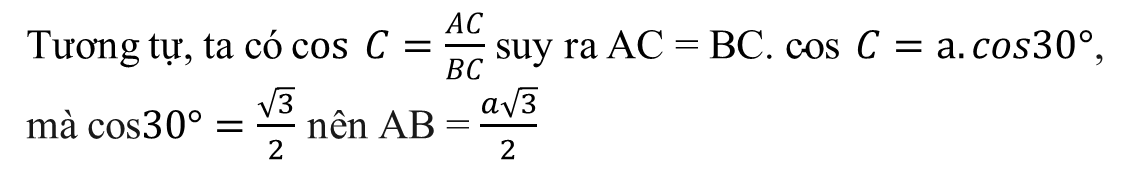 Tương tự, ta có cos C = AC/BC suy ra AC = BC. cos C = a. cos30°,
mà cos30° = √3/2 nên AB = a√3/2